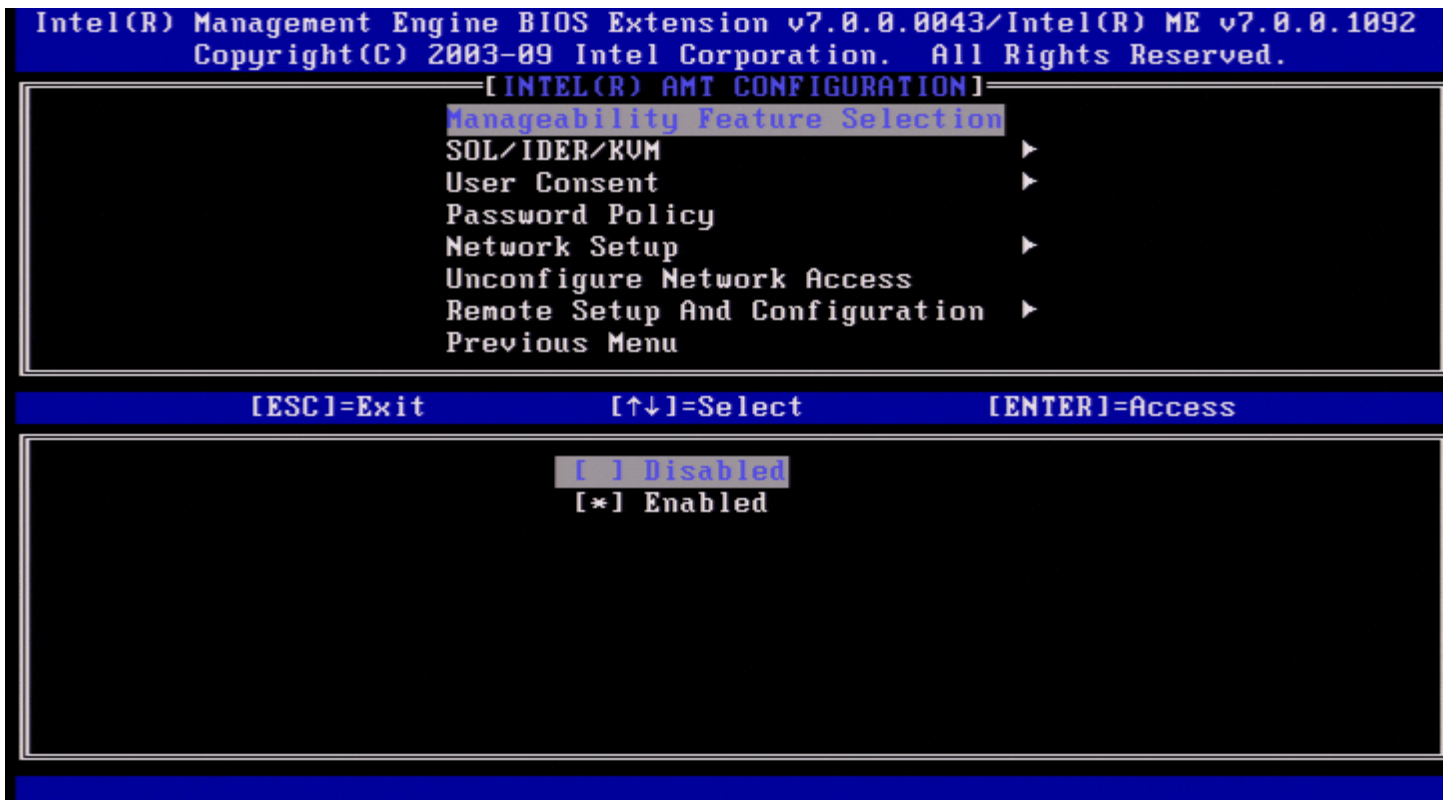 Intel(R) Management Engine BIOS Extension v7.0.0.0043/Intel(R) ME v7.0.0.1092
Copyright(C) 2003-09 Intel Corporation. All Rights Reserved.
[INTEL(R) AMT CONFIGURATION]
Manageability Feature Selection
SOL/IDER/KVM ►
User Consent ►
Password Policy
Network Setup ►
Unconfigure Network Access
Remote Setup And Configuration ►
Previous Menu
[ESC]=Exit [↑↓]=Select [ENTER]=Access
[ ] Disabled
[*] Enabled